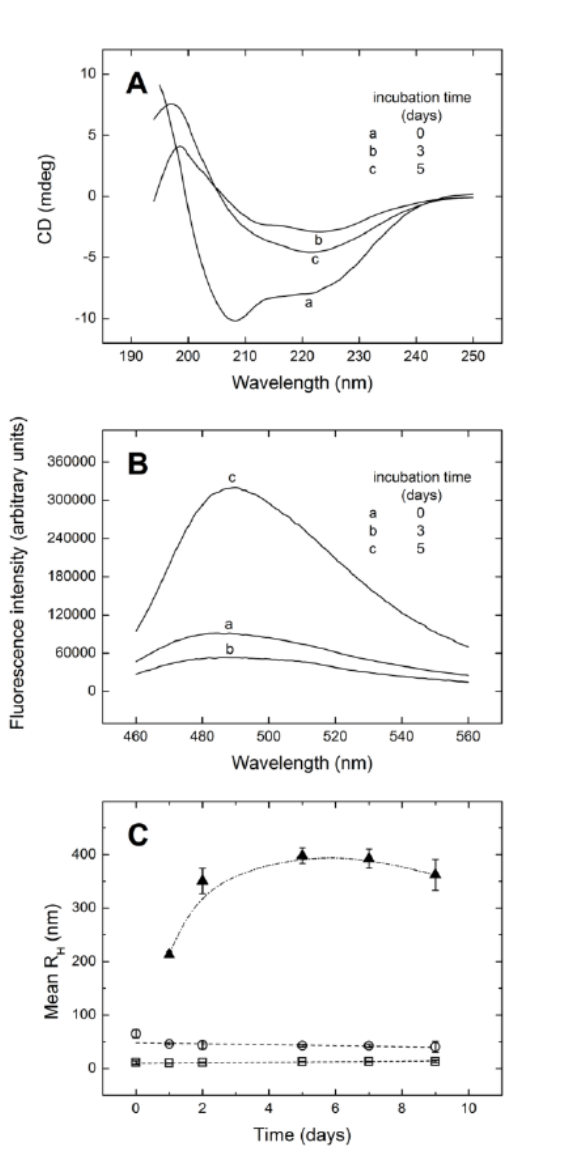 A
10
5
0
-5
-10
CD (mdeg)
incubation time
(days)
a 0
b 3
c 5
b
c
a
190 200 210 220 230 240 250
Wavelength (nm)
B
360000
300000
240000
180000
120000
60000
0
Fluorescence intensity (arbitrary units)
incubation time
(days)
a 0
b 3
c 5
c
a
b
460 480 500 520 540 560
Wavelength (nm)
C
400
300
200
100
0
Mean R_H (nm)
0 2 4 6 8 10
Time (days)